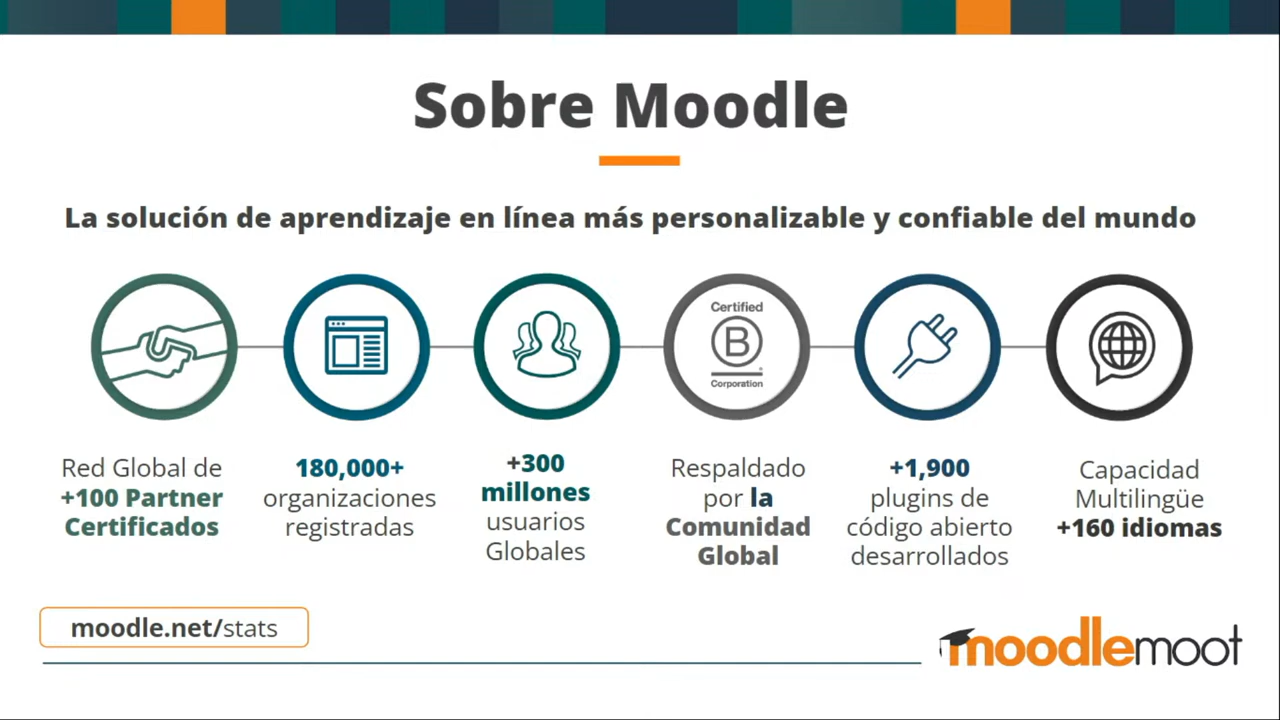 Sobre Moodle
La solución de aprendizaje en línea más personalizable y confiable del mundo
Red Global de
+100 Partner
Certificados
180,000+
organizaciones
registradas
+300
millones
usuarios
Globales
Certified
B
Corporation
Respaldado
por la
Comunidad
Global
+1,900
plugins de
código abierto
desarrollados
Capacidad
Multilingüe
+160 idiomas
moodle.net/stats
moodlemoot